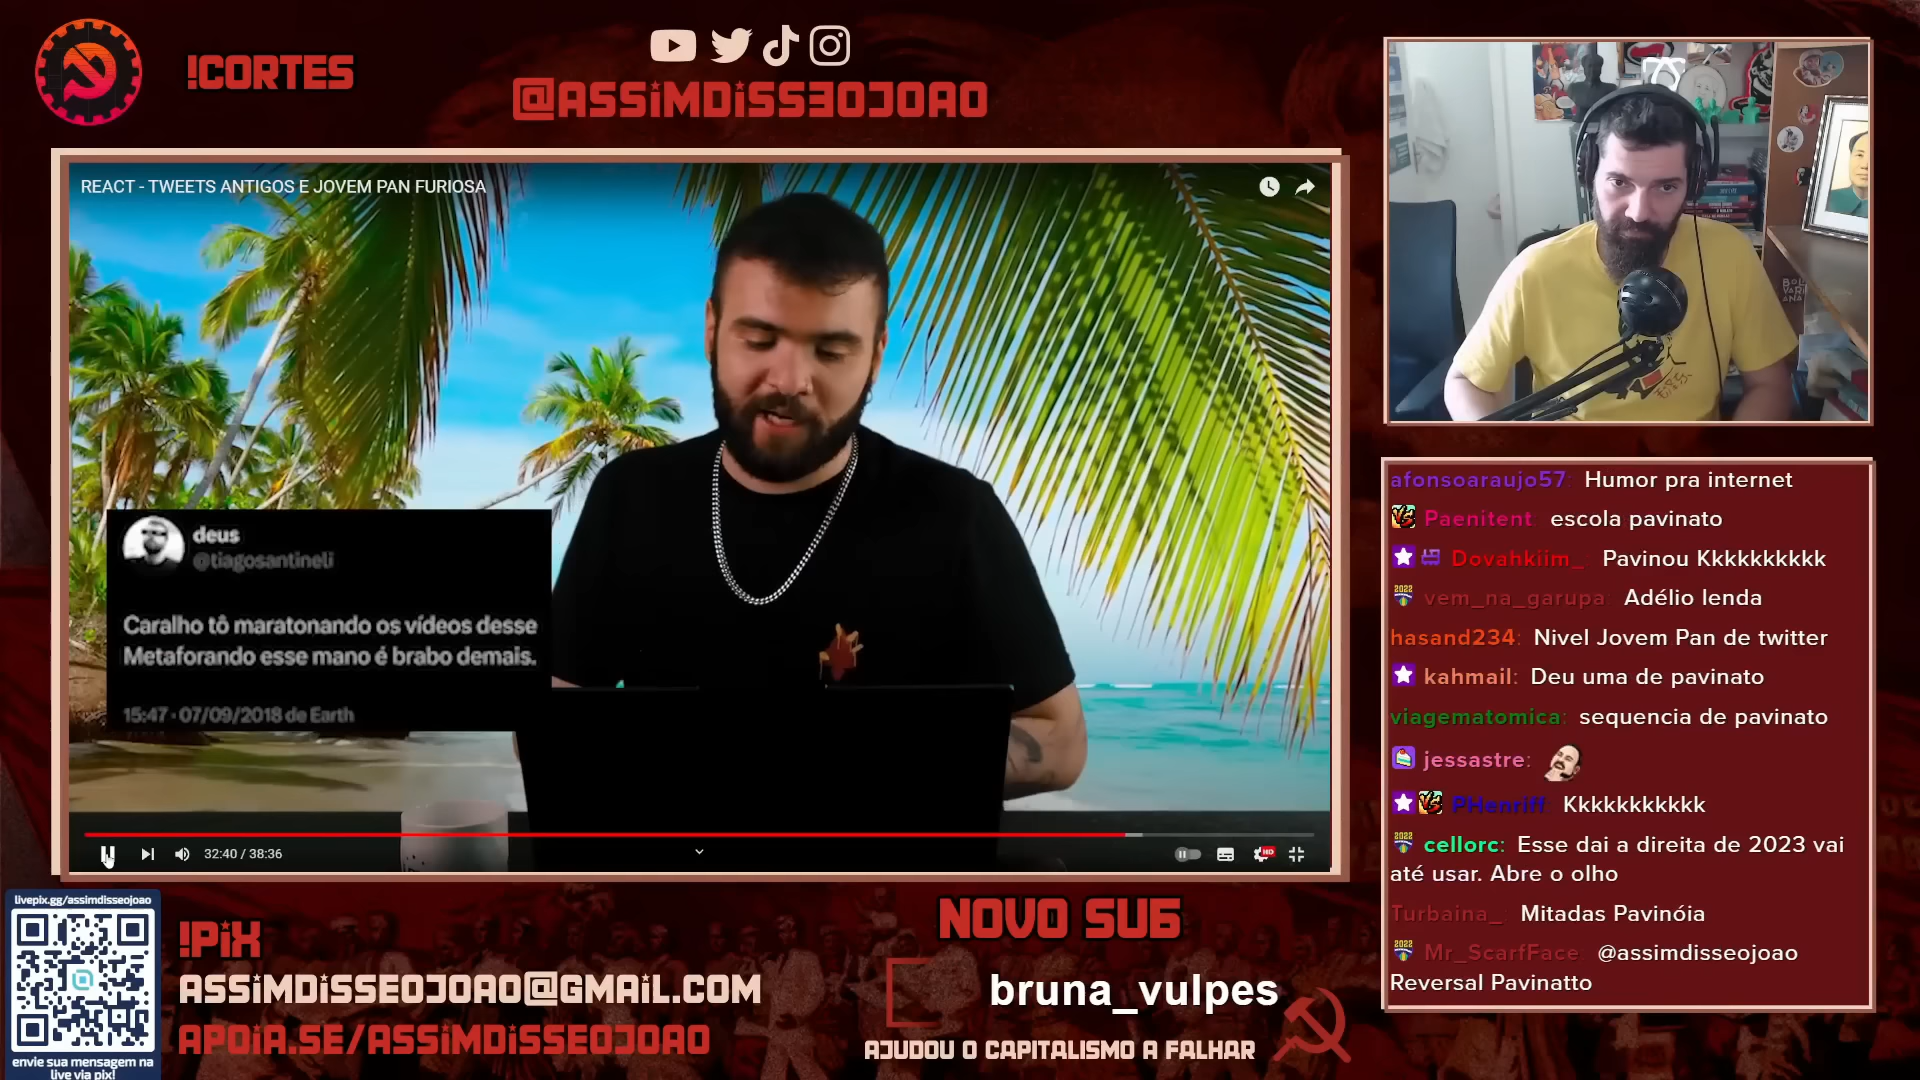 !CORTES
@ASSIMDISSEOJOAO
REACT - TWEETS ANTIGOS E JOVEM PAN FURIOSA
deus
@tiagosantineli
Caralho tô maratonando os vídeos desse
Metaforando esse mano é brabo demais.
15:47 · 07/09/2018 de Earth
32:40 / 38:36
HD
BOLI
VARI
ANA
afonsoaraujo57: Humor pra internet
Paenitent: escola pavinato
Dovahkiim_: Pavinou Kkkkkkkkkk
vem_na_garupa: Adélio lenda
hasand234: Nivel Jovem Pan de twitter
kahmail: Deu uma de pavinato
viagematomica: sequencia de pavinato
jessastre:
PHenriff: Kkkkkkkkkkk
cellorc: Esse dai a direita de 2023 vai
até usar. Abre o olho
Turbaina_: Mitadas Pavinóia
Mr_ScarfFace: @assimdisseojoao
Reversal Pavinatto
livepix.gg/assimdisseojoao
envie sua mensagem na
live via pix!
!PIX
ASSIMDISSEOJOAO@GMAIL.COM
APOIA.SE/ASSIMDISSEOJOAO
NOVO SUB
bruna_vulpes
AJUDOU O CAPITALISMO A FALHAR